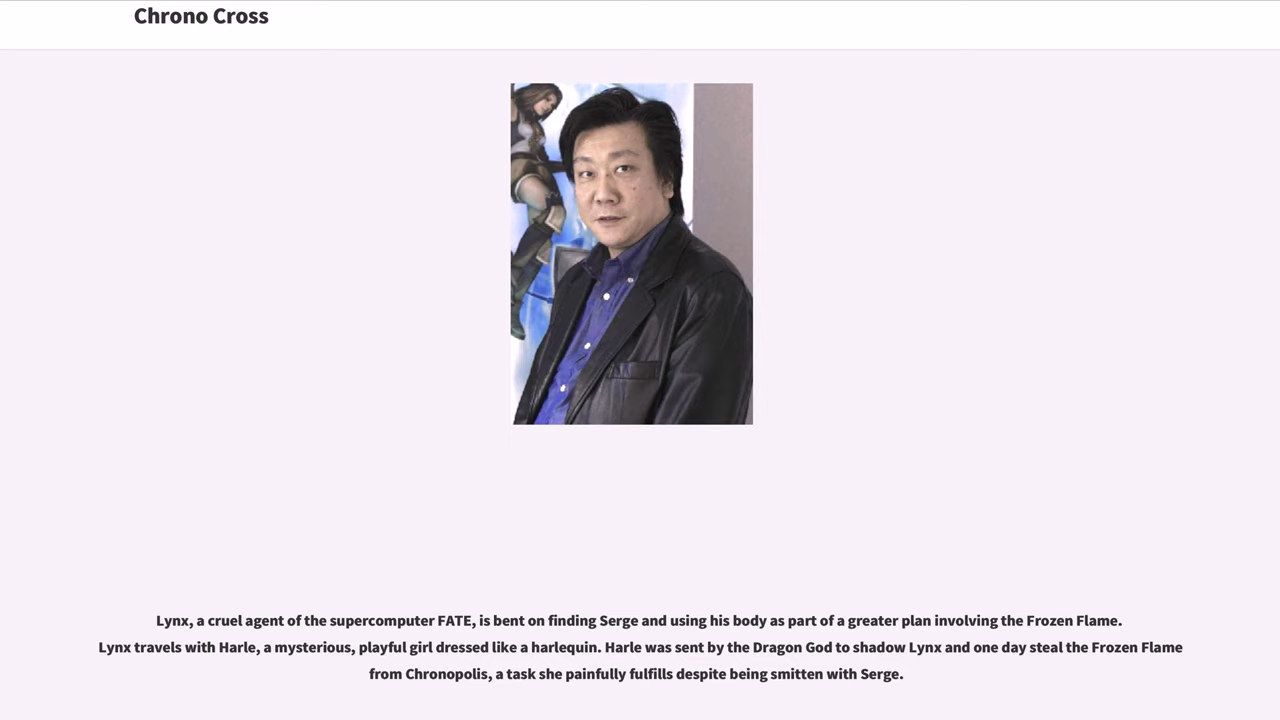 Chrono Cross
Lynx, a cruel agent of the supercomputer FATE, is bent on finding Serge and using his body as part of a greater plan involving the Frozen Flame.
Lynx travels with Harle, a mysterious, playful girl dressed like a harlequin. Harle was sent by the Dragon God to shadow Lynx and one day steal the Frozen Flame
from Chronopolis, a task she painfully fulfills despite being smitten with Serge.